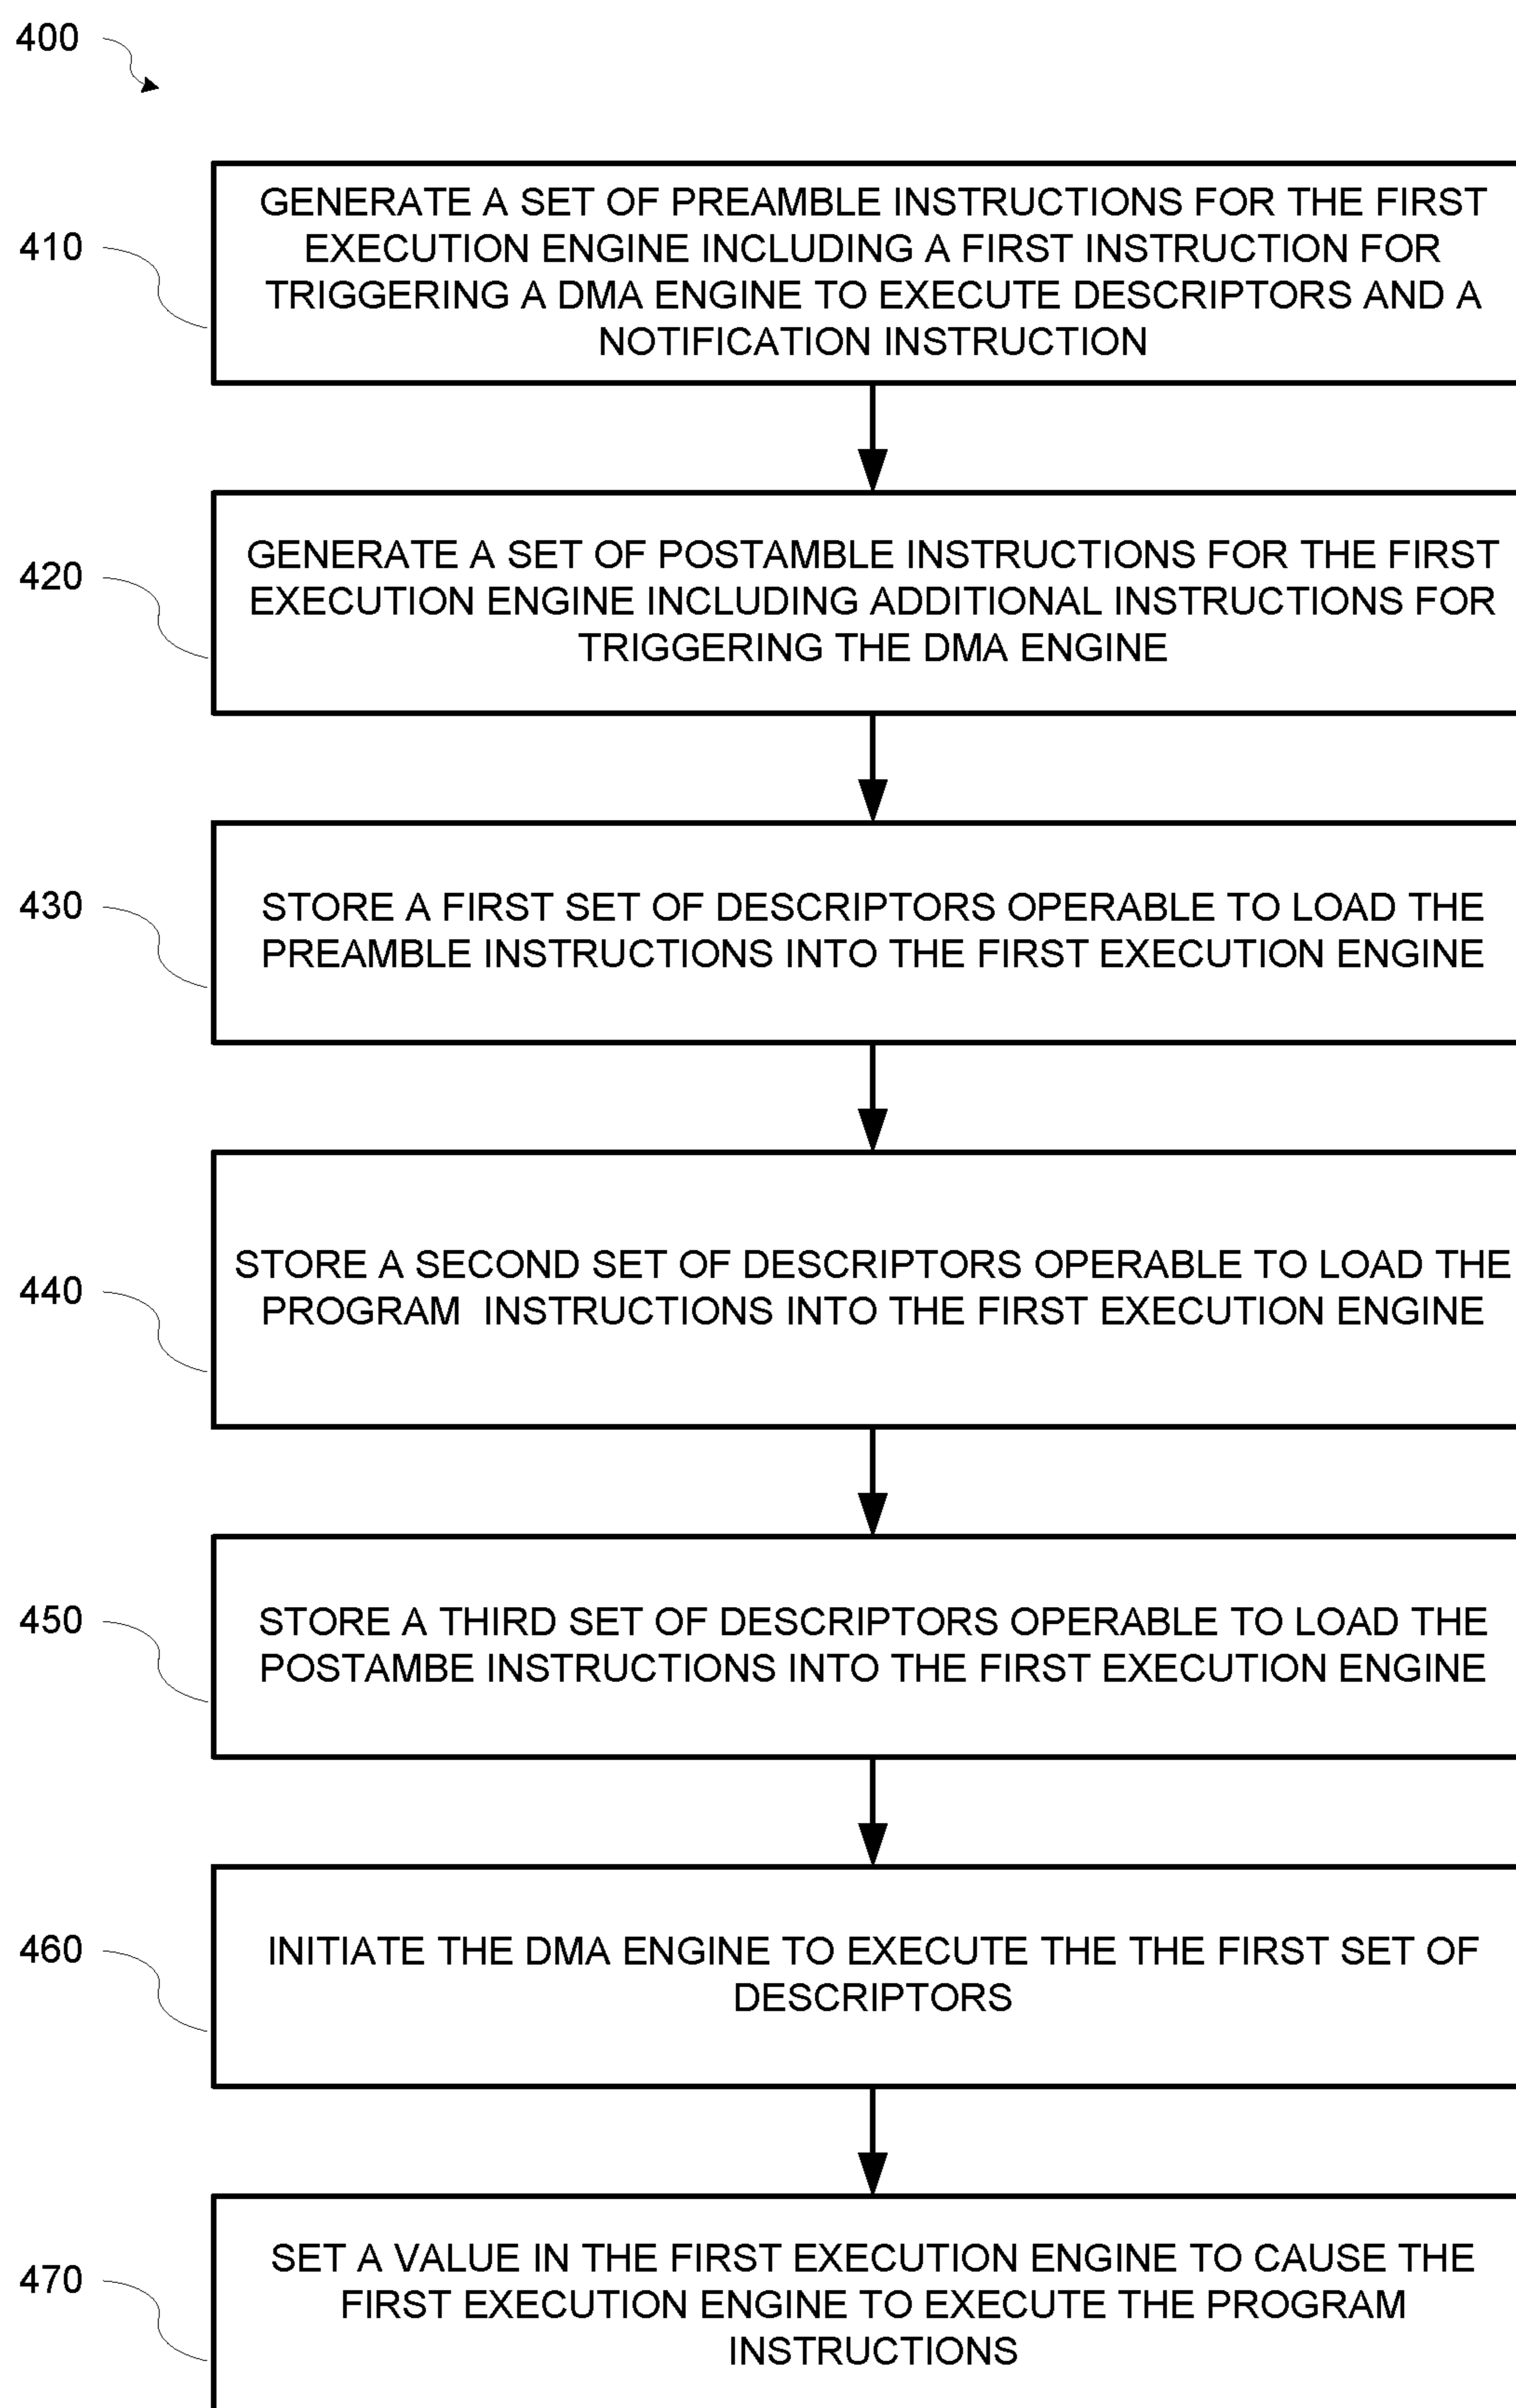 400
410
GENERATE A SET OF PREAMBLE INSTRUCTIONS FOR THE FIRST
EXECUTION ENGINE INCLUDING A FIRST INSTRUCTION FOR
TRIGGERING A DMA ENGINE TO EXECUTE DESCRIPTORS AND A
NOTIFICATION INSTRUCTION
420
GENERATE A SET OF POSTAMBLE INSTRUCTIONS FOR THE FIRST
EXECUTION ENGINE INCLUDING ADDITIONAL INSTRUCTIONS FOR
TRIGGERING THE DMA ENGINE
430
STORE A FIRST SET OF DESCRIPTORS OPERABLE TO LOAD THE
PREAMBLE INSTRUCTIONS INTO THE FIRST EXECUTION ENGINE
440
STORE A SECOND SET OF DESCRIPTORS OPERABLE TO LOAD THE
PROGRAM  INSTRUCTIONS INTO THE FIRST EXECUTION ENGINE
450
STORE A THIRD SET OF DESCRIPTORS OPERABLE TO LOAD THE
POSTAMBE INSTRUCTIONS INTO THE FIRST EXECUTION ENGINE
460
INITIATE THE DMA ENGINE TO EXECUTE THE THE FIRST SET OF
DESCRIPTORS
470
SET A VALUE IN THE FIRST EXECUTION ENGINE TO CAUSE THE
FIRST EXECUTION ENGINE TO EXECUTE THE PROGRAM
INSTRUCTIONS